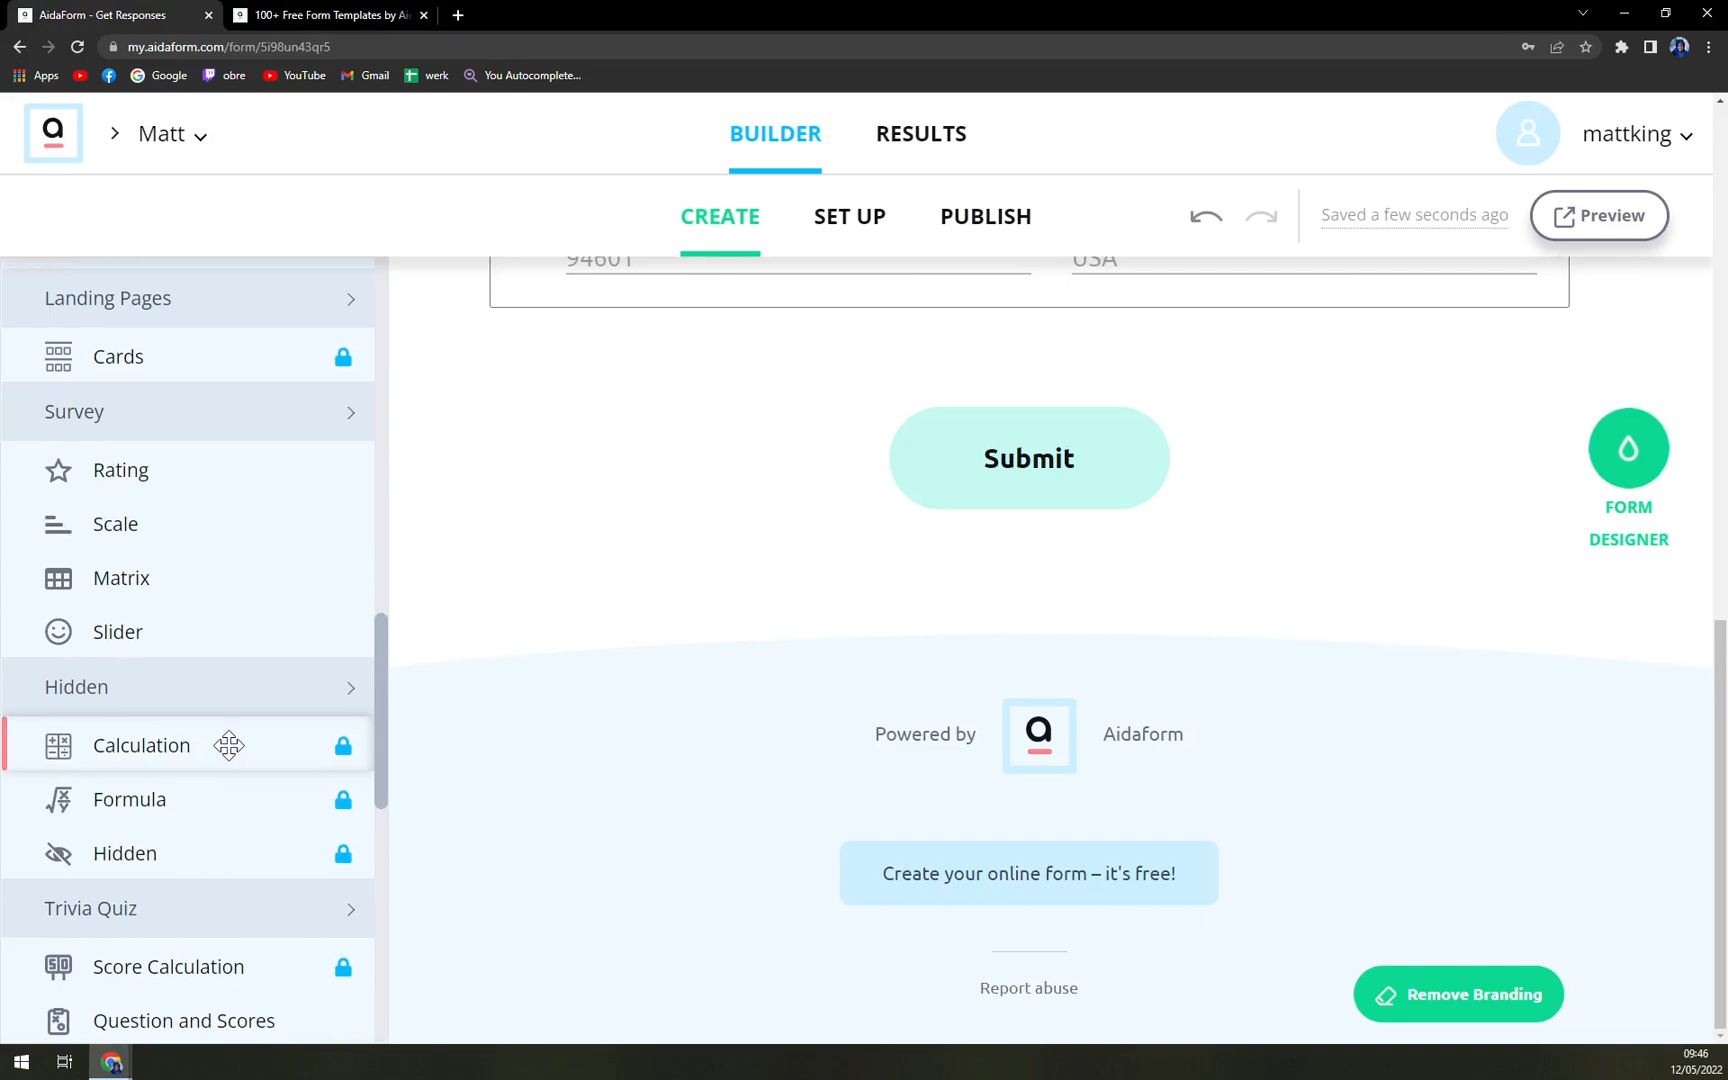 AidaForm - Get Responses
100+ Free Form Templates by Ai
my.aidaform.com/form/5i98un43qr5
Apps
Google
obre
YouTube
Gmail
werk
You Autocomplete...
a
Matt
BUILDER
RESULTS
mattking
CREATE
SET UP
PUBLISH
Saved a few seconds ago
Preview
94601
USA
Landing Pages
Cards
Survey
Rating
Scale
Matrix
Slider
Hidden
Calculation
Formula
Hidden
Trivia Quiz
Score Calculation
Question and Scores
Submit
FORM
DESIGNER
Powered by
a
Aidaform
Create your online form – it's free!
Report abuse
Remove Branding
09:46
12/05/2022